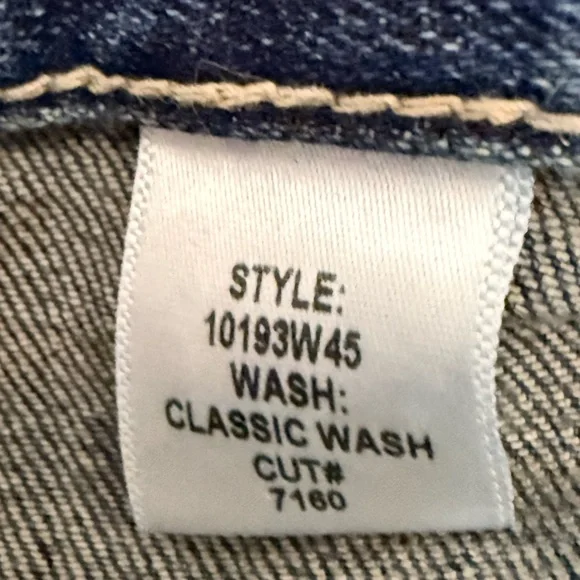 STYLE:
10193W45
WASH:
CLASSIC WASH
CUT#
7160